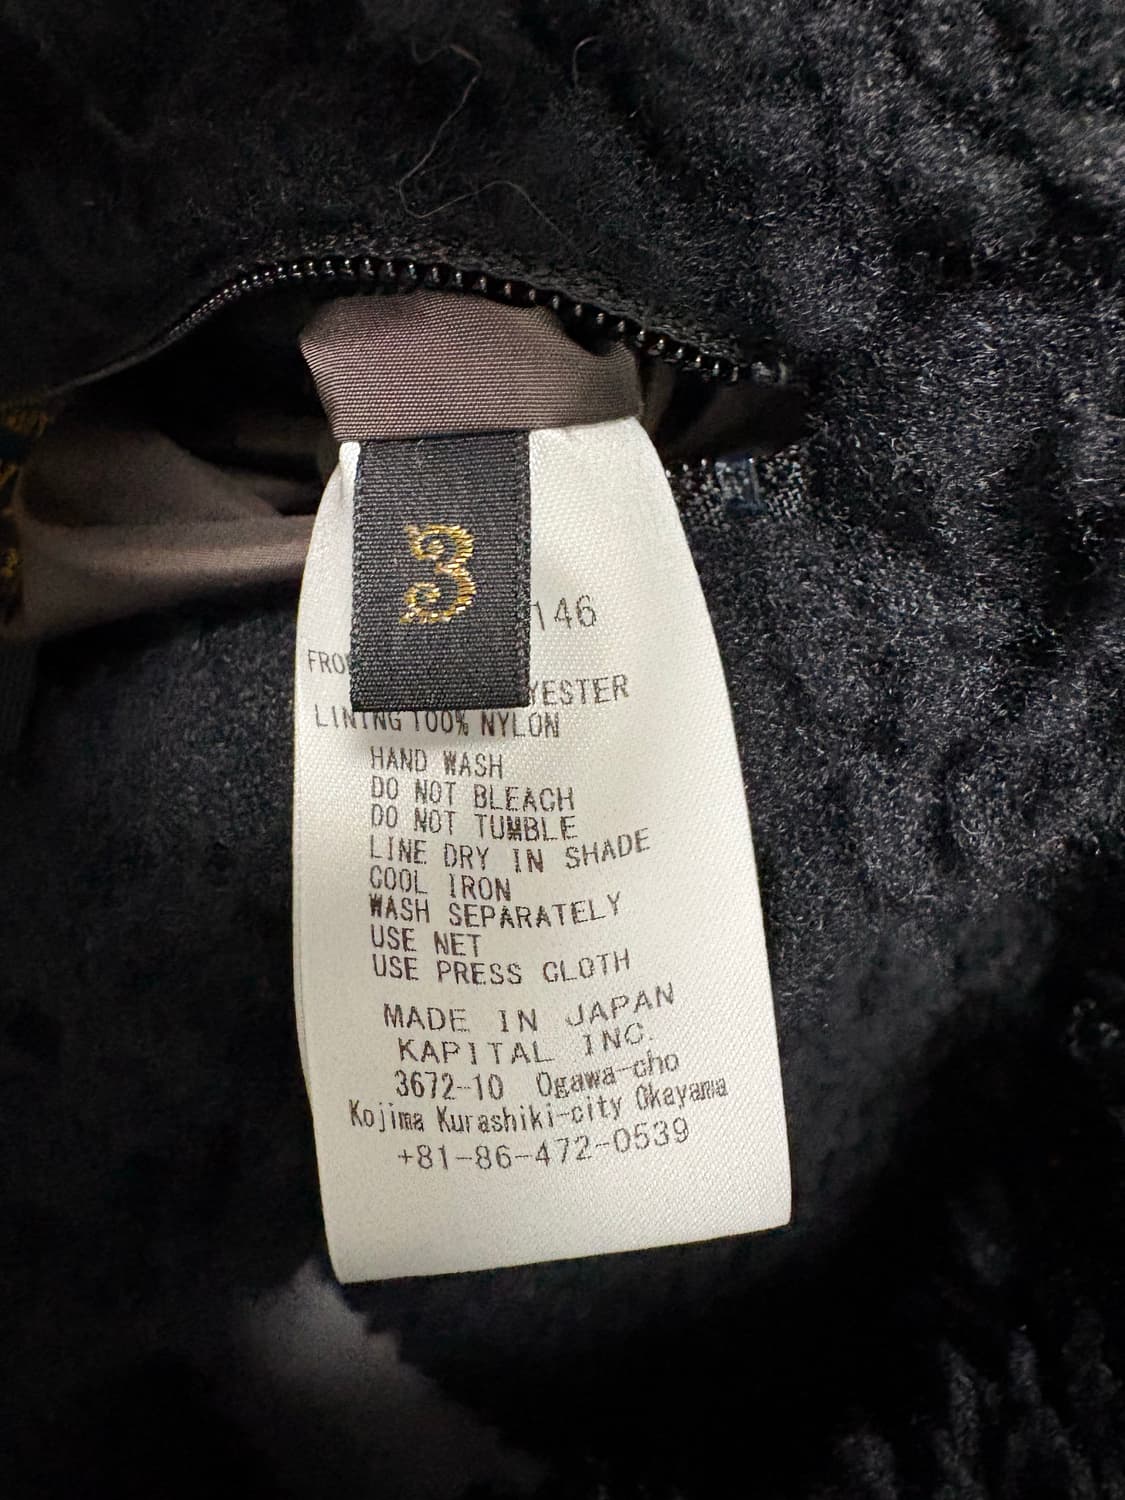 3
146
LINING 100% NYLON
HAND WASH
DO NOT BLEACH
DO NOT TUMBLE
LINE DRY IN SHADE
COOL IRON
WASH SEPARATELY
USE NET
USE PRESS CLOTH
MADE IN JAPAN
KAPITAL INC.
3672-10 Ogawa-cho
Kojima Kurashiki-city Okayama
+81-86-472-0539